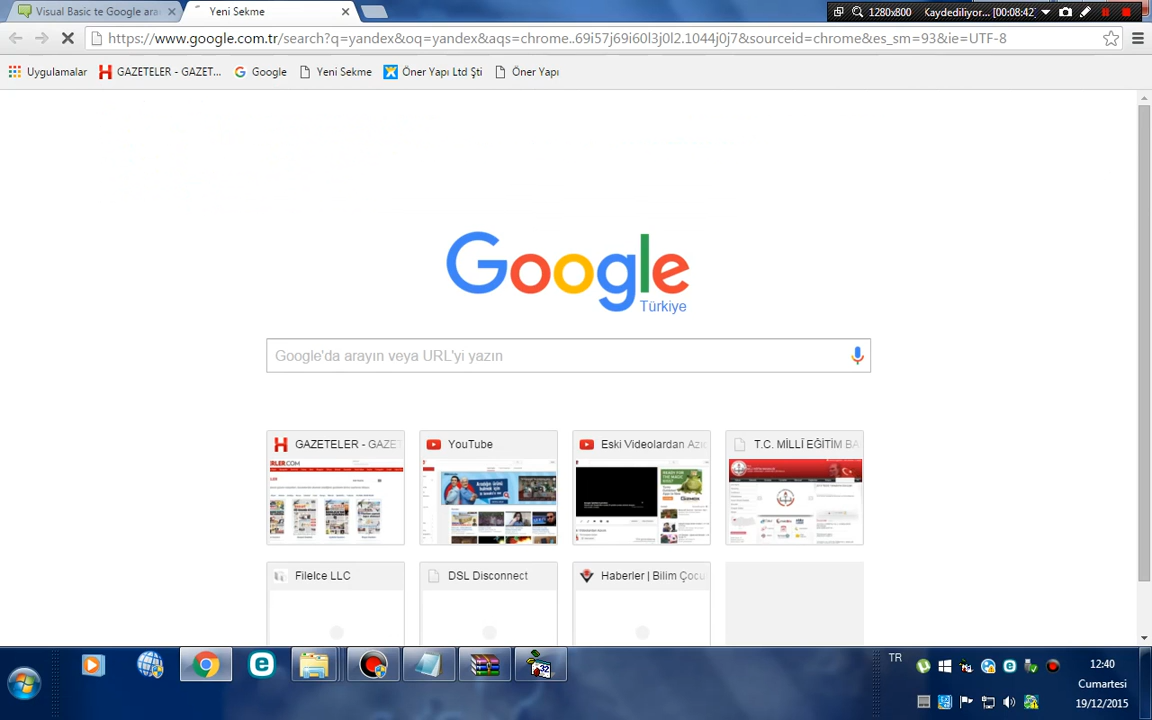 Visual Basic te Google ara
Yeni Sekme
1280x800
Kaydediliyor... [00:08:42]
https://www.google.com.tr/search?q=yandex&oq=yandex&aqs=chrome..69i57j69i60l3j0l2.1044j0j7&sourceid=chrome&es_sm=93&ie=UTF-8
Uygulamalar
GAZETELER - GAZET...
Google
Yeni Sekme
Öner Yapı Ltd Şti
Öner Yapı
Google
Türkiye
Google'da arayın veya URL'yi yazın
GAZETELER - GAZE
YouTube
Eski Videolardan Azı
T.C. MİLLÎ EĞİTİM BA
FileIce LLC
DSL Disconnect
Haberler | Bilim Çocu
TR
12:40
Cumartesi
19/12/2015